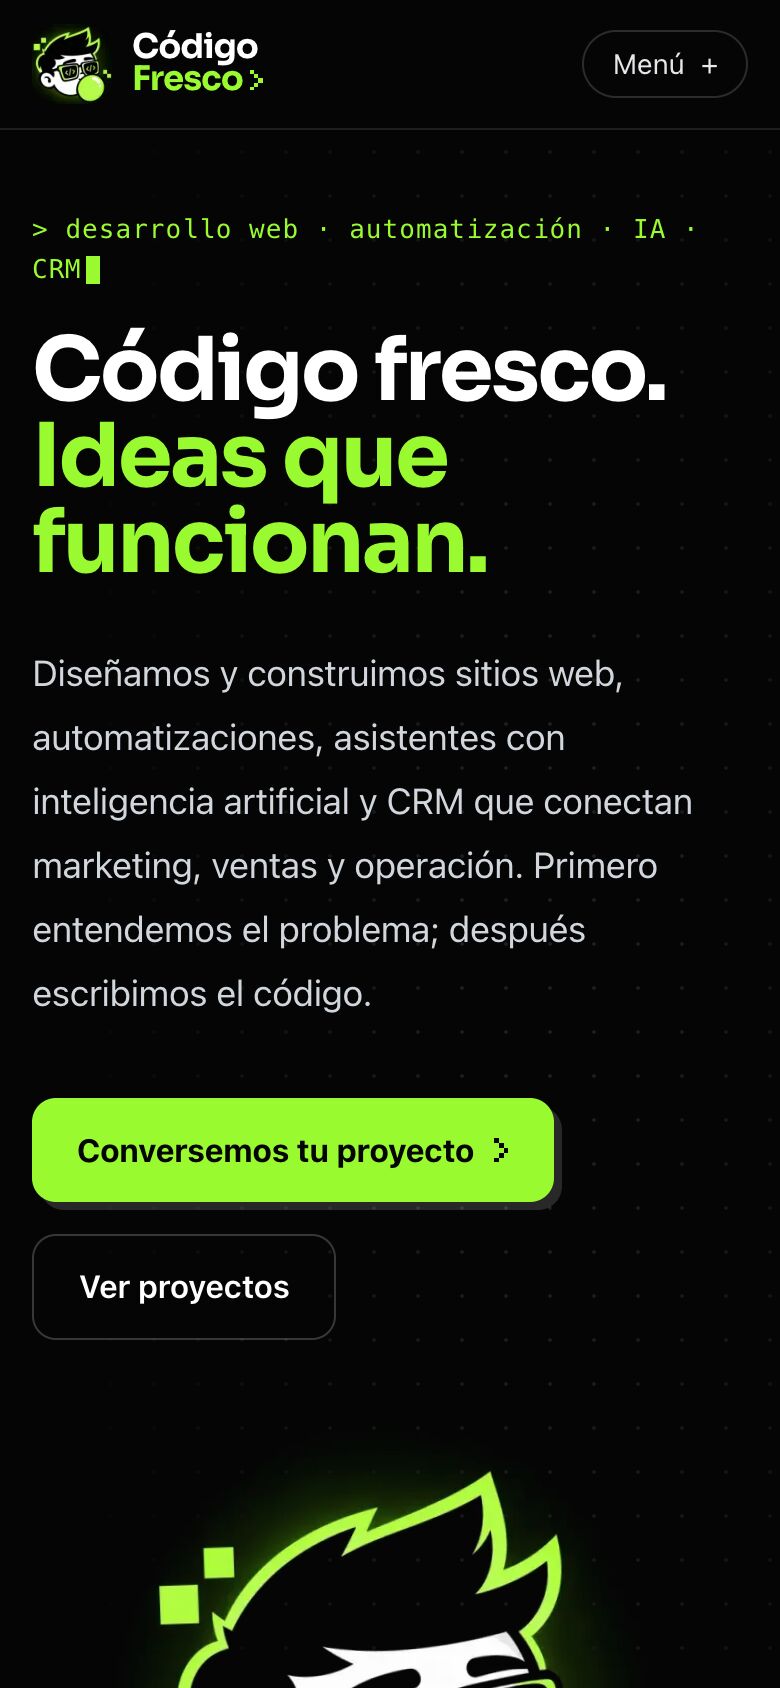 Código
Fresco
Menú +
> desarrollo web · automatización · IA ·
CRM
Código fresco.
Ideas que
funcionan.
Diseñamos y construimos sitios web,
automatizaciones, asistentes con
inteligencia artificial y CRM que conectan
marketing, ventas y operación. Primero
entendemos el problema; después
escribimos el código.
Conversemos tu proyecto
Ver proyectos